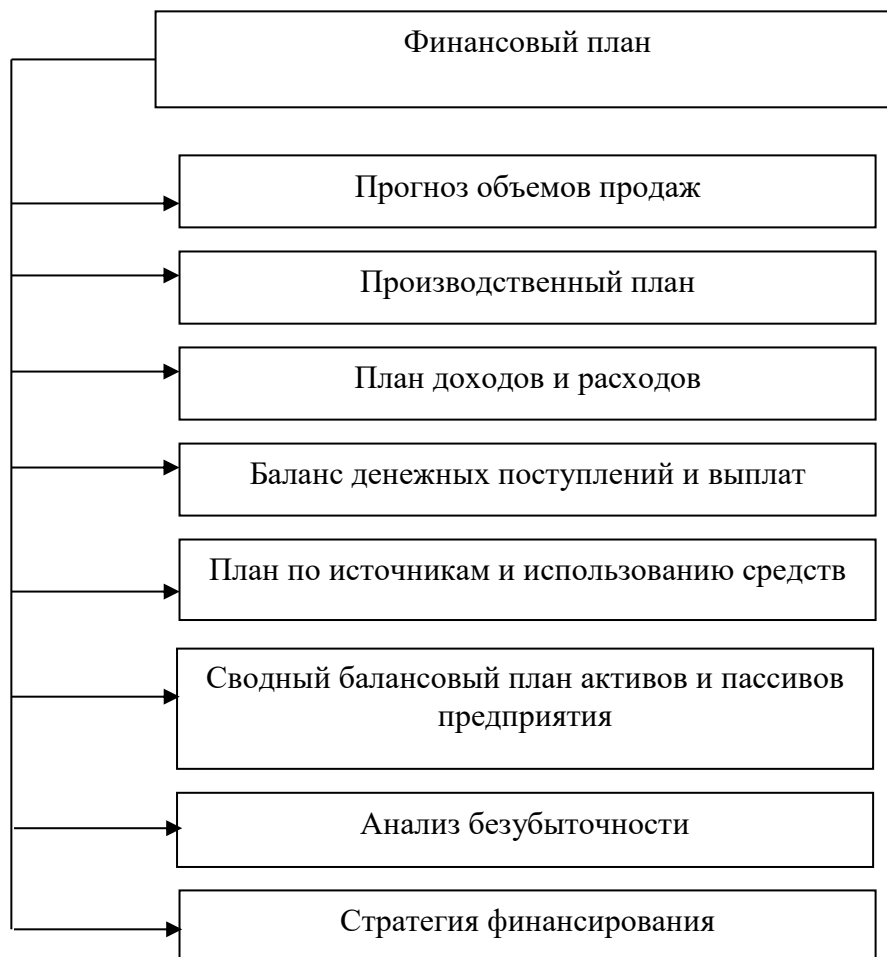 Финансовый план
Прогноз объемов продаж
Производственный план
План доходов и расходов
Баланс денежных поступлений и выплат
План по источникам и использованию средств
Сводный балансовый план активов и пассивов
предприятия
Анализ безубыточности
Стратегия финансирования